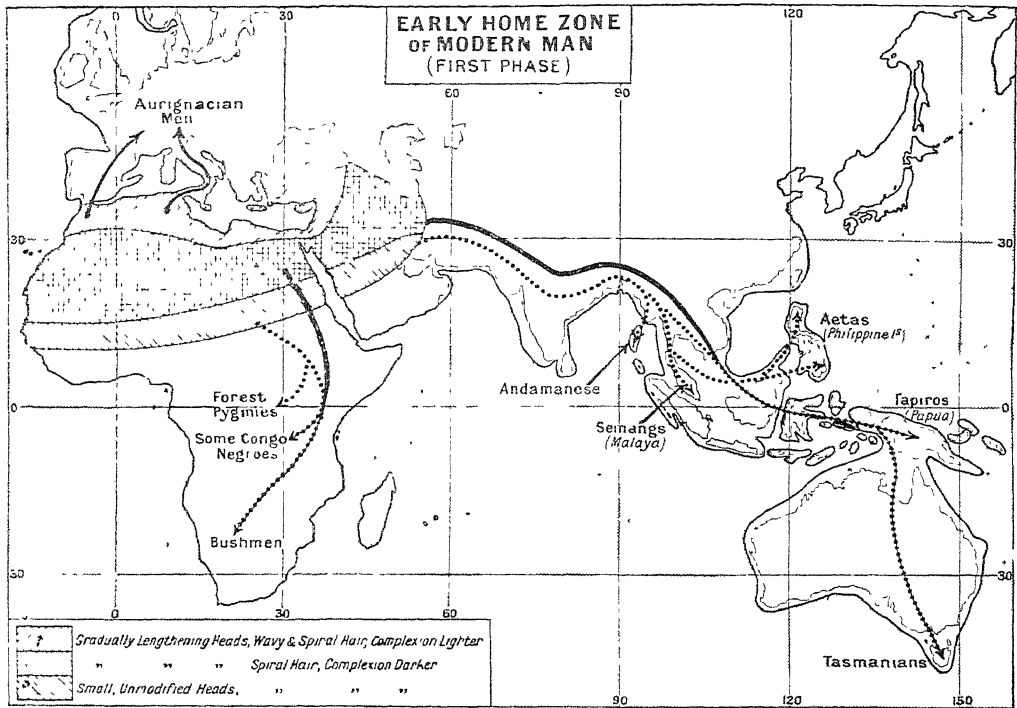 EARLY HOME ZONE
OF MODERN MAN
(FIRST PHASE)
0
30
60
90
120
Aurignacian
Men
30
30
Aetas
(Philippine Is)
Andamanese
Forest
Pygmies
0
0
Tapiros
(Papua)
Semangs
(Malaya)
Some Congo
Negroes
Bushmen
30
30
0
30
60
90
120
150
Tasmanians
Gradually Lengthening Heads, Wavy & Spiral Hair, Complexion Lighter
" " " Spiral Hair, Complexion Darker
Small, Unmodified Heads, " " "